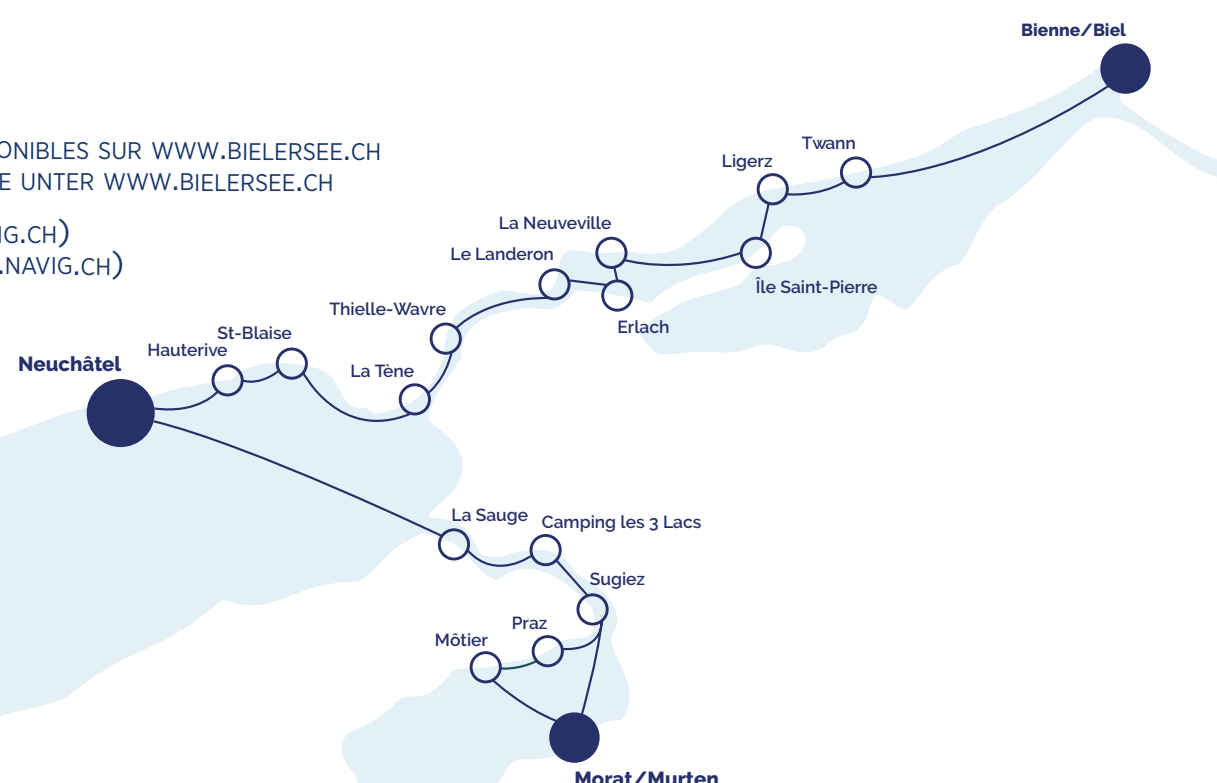 Bienne/Biel
ONIBLES SUR WWW.BIELERSEE.CH
E UNTER WWW.BIELERSEE.CH
IG.CH)
.NAVIG.CH)
Twann
Ligerz
La Neuveville
Le Landeron
Île Saint-Pierre
Thielle-Wavre
Erlach
St-Blaise
Hauterive
Neuchâtel
La Tène
La Sauge
Camping les 3 Lacs
Sugiez
Praz
Môtier
Morat/Murten